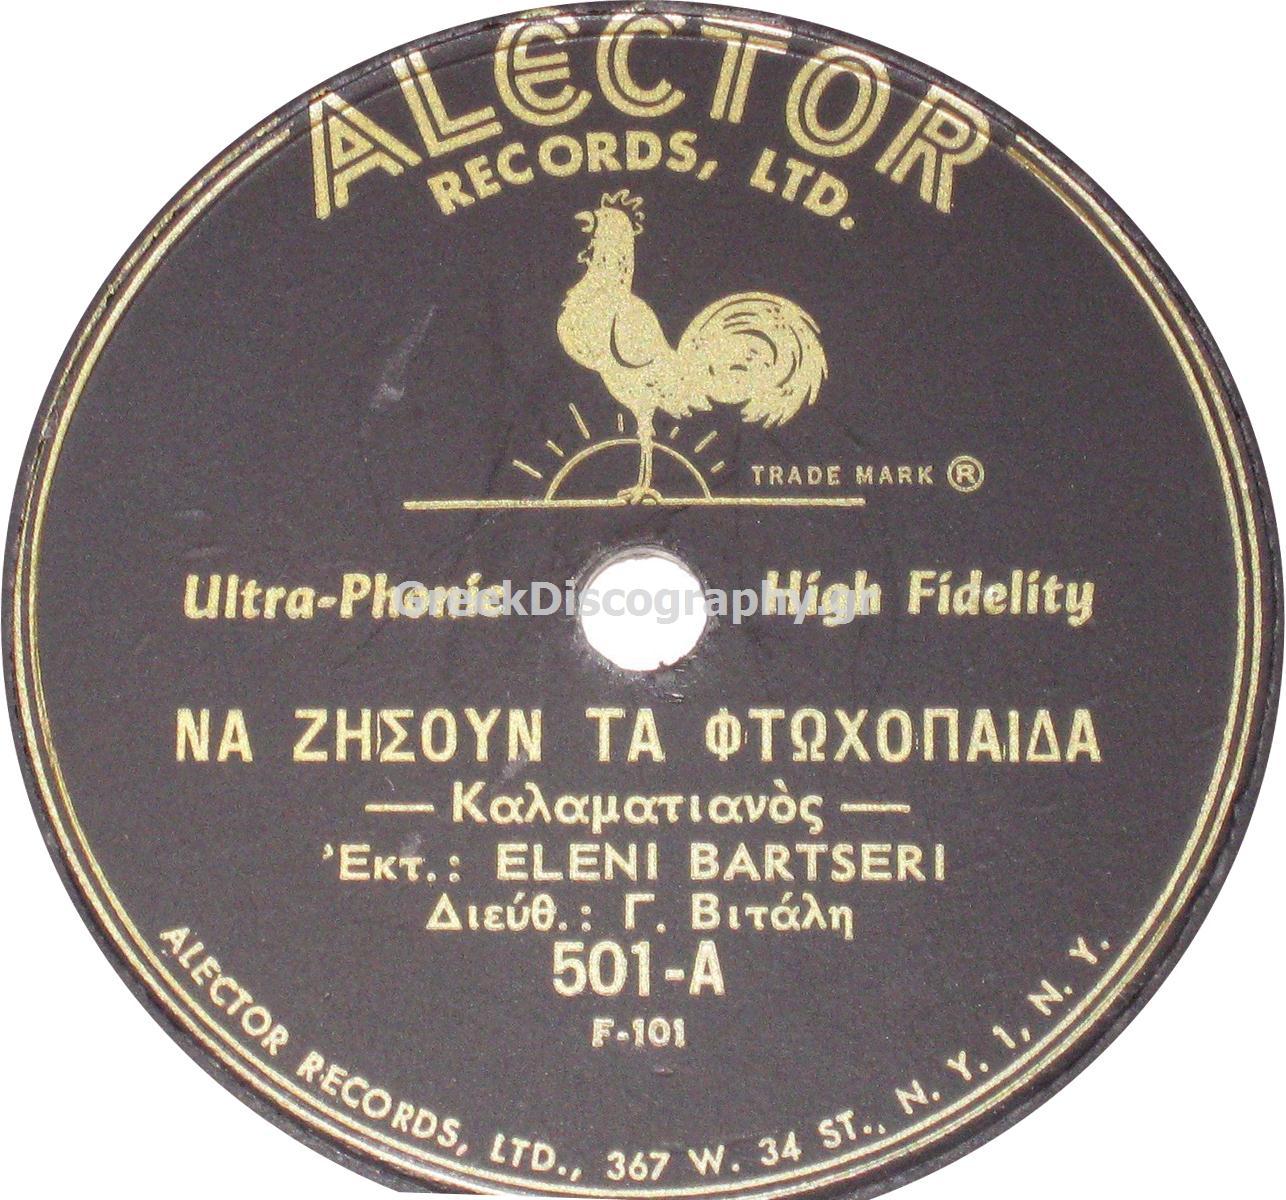 ALECTOR
RECORDS, LTD.
TRADE MARK ®
Ultra-Phonic High Fidelity
GreekDiscography.gr
ΝΑ ΖΗΣΟΥΝ ΤΑ ΦΤΩΧΟΠΑΙΔΑ
— Καλαματιανὸς —
Ἐκτ.: ELENI BARTSERI
Διεύθ.: Γ. Βιτάλη
501-A
F-101
ALECTOR RECORDS, LTD., 367 W. 34 ST., N. Y. 1, N. Y.